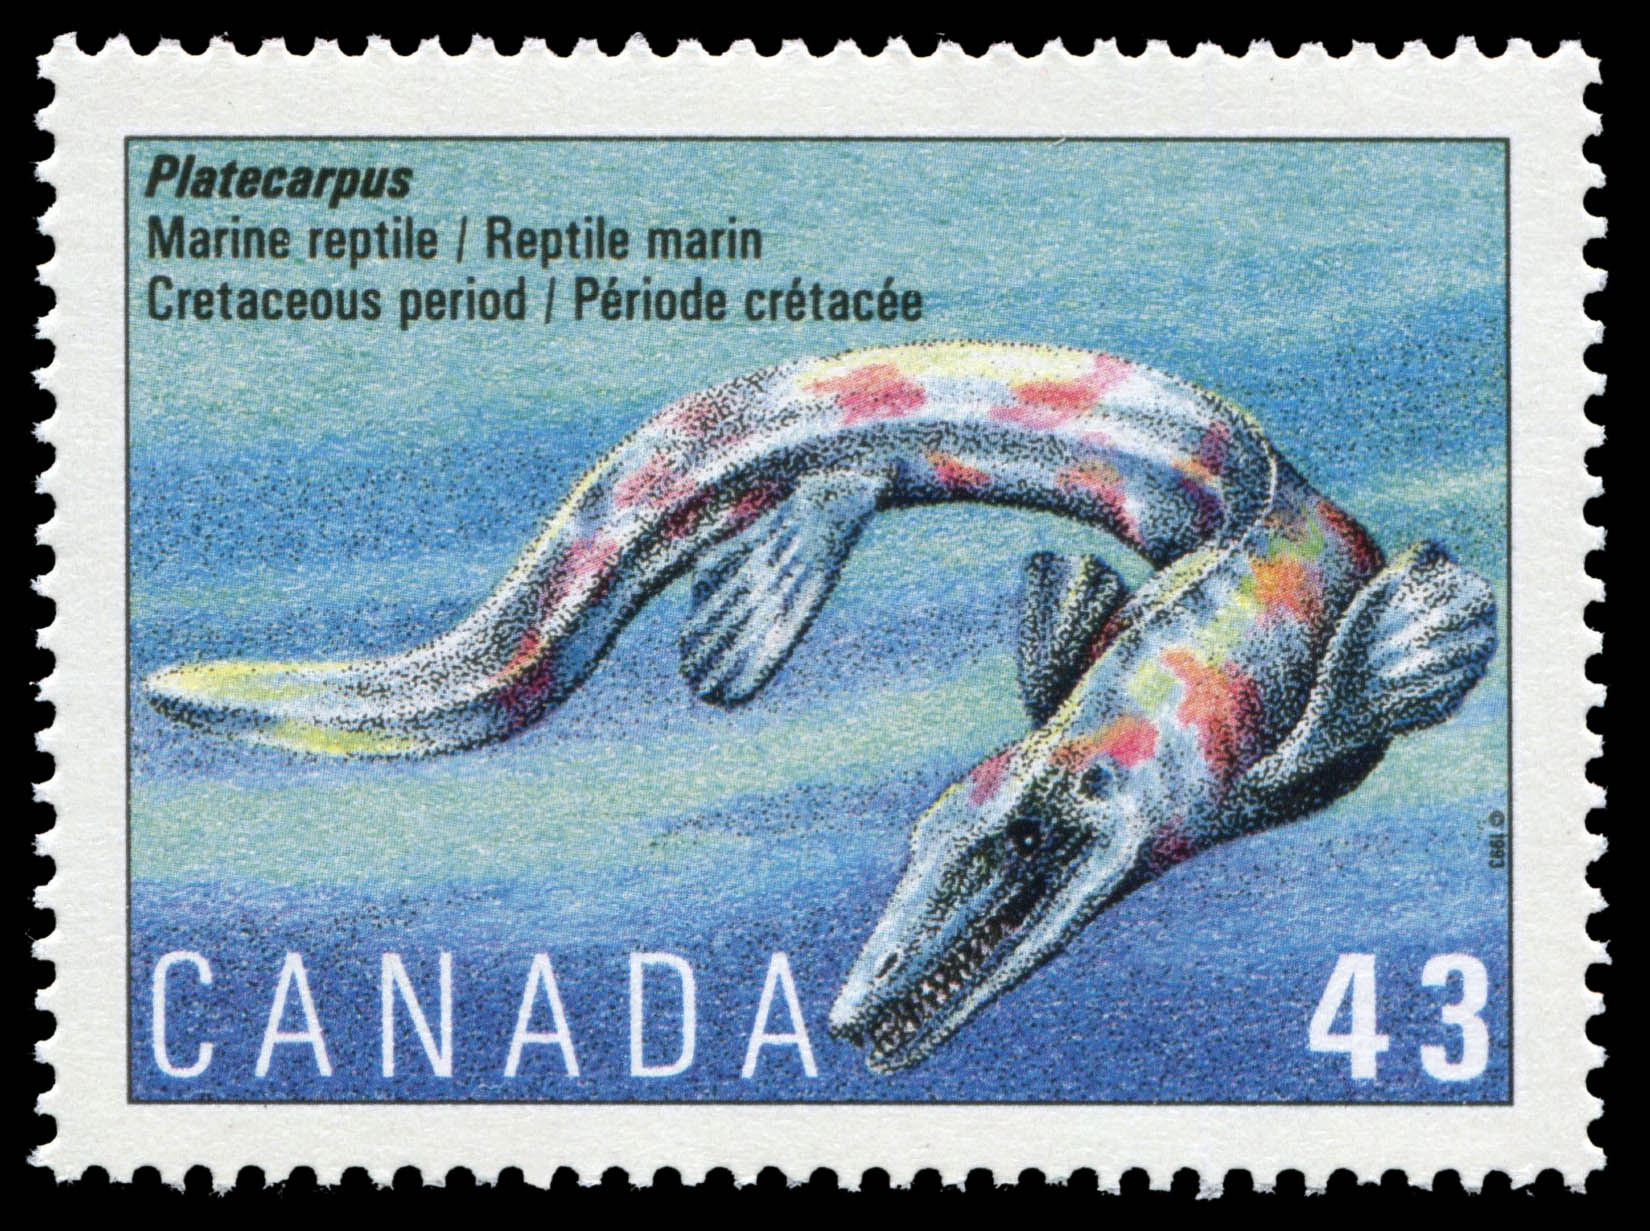 Platecarpus
Marine reptile / Reptile marin
Cretaceous period / Période crétacée
© 1993
CANADA
43